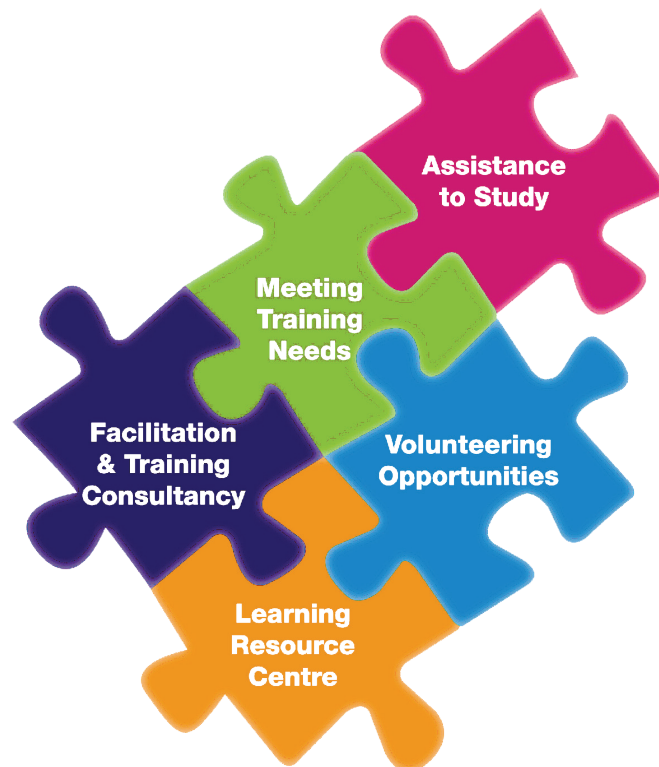 Assistance
to Study
Meeting
Training
Needs
Facilitation
& Training
Consultancy
Volunteering
Opportunities
Learning
Resource
Centre